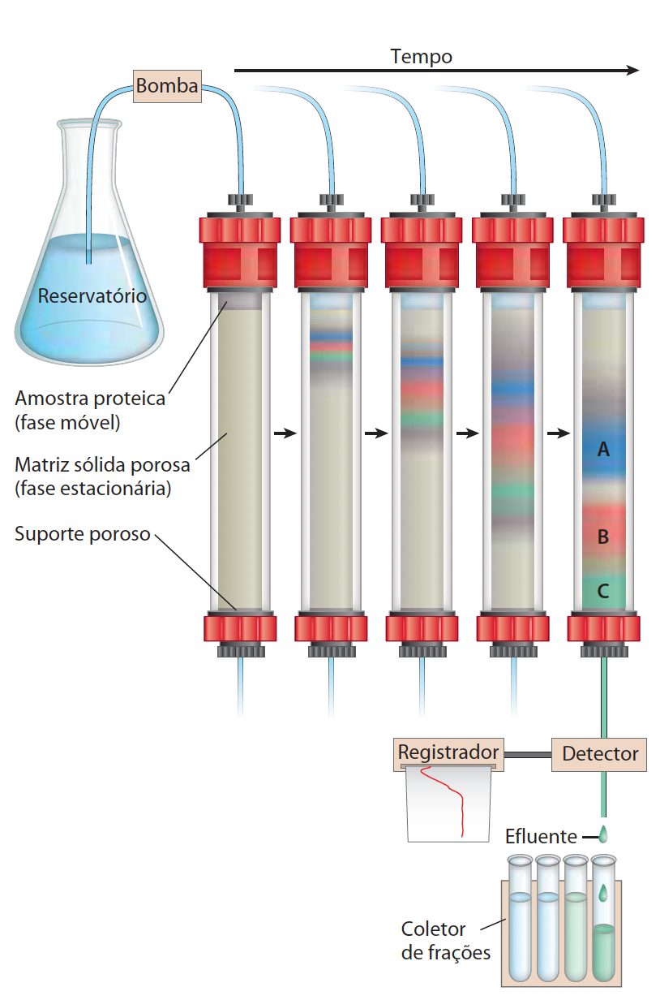 Tempo
Bomba
Reservatório
Amostra proteica
(fase móvel)
Matriz sólida porosa
(fase estacionária)
Suporte poroso
A
B
C
Registrador
Detector
Efluente
Coletor
de frações